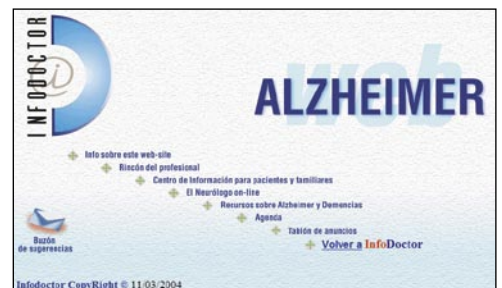 INFODOCTOR
@
web
ALZHEIMER
Info sobre este web-site
Rincón del profesional
Centro de Información para pacientes y familiares
El Neurólogo on-line
Recursos sobre Alzheimer y Demencias
Agenda
Tablón de anuncios
Volver a InfoDoctor
Buzón
de sugerencias
Infodoctor CopyRight © 11/03/2004